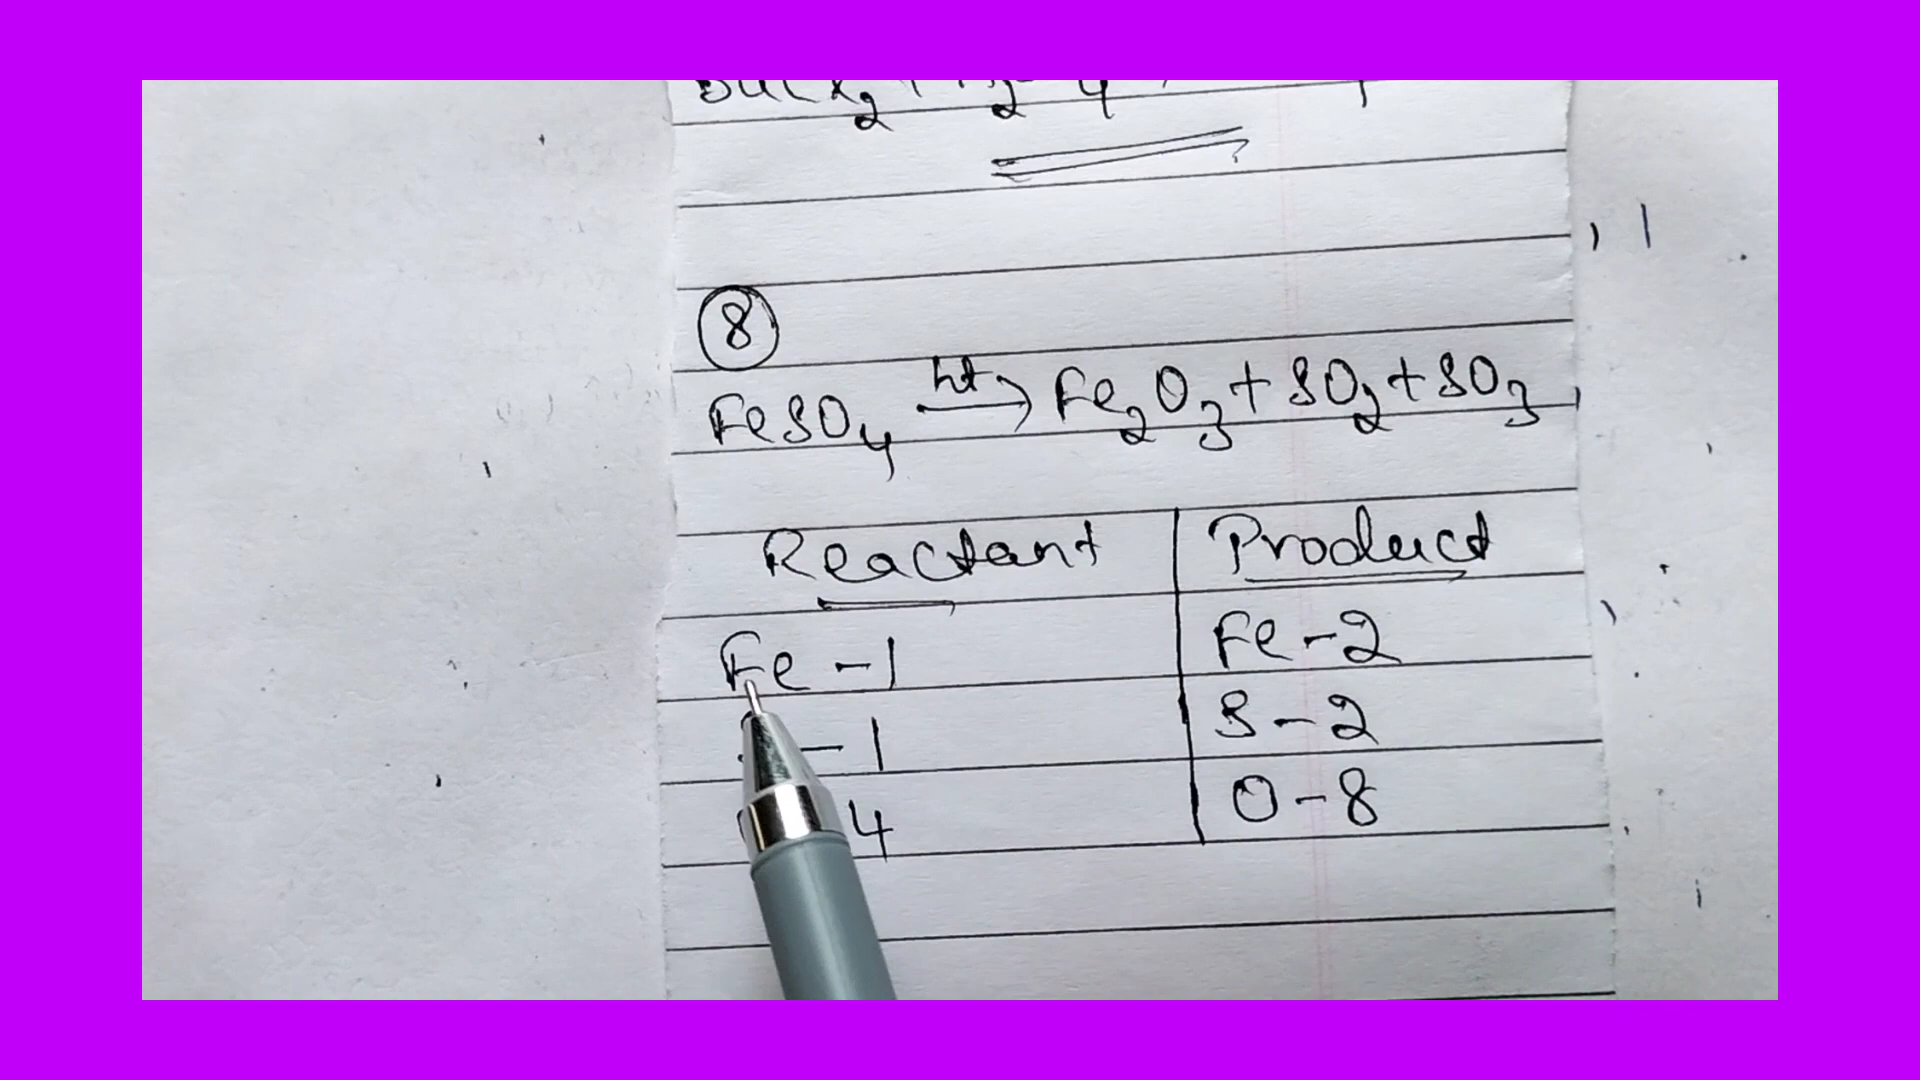 8
FeSO4 ht→ Fe2O3 + SO2 + SO3
Reactant Product
Fe - 1 Fe - 2
- 1 S - 2
4 O - 8